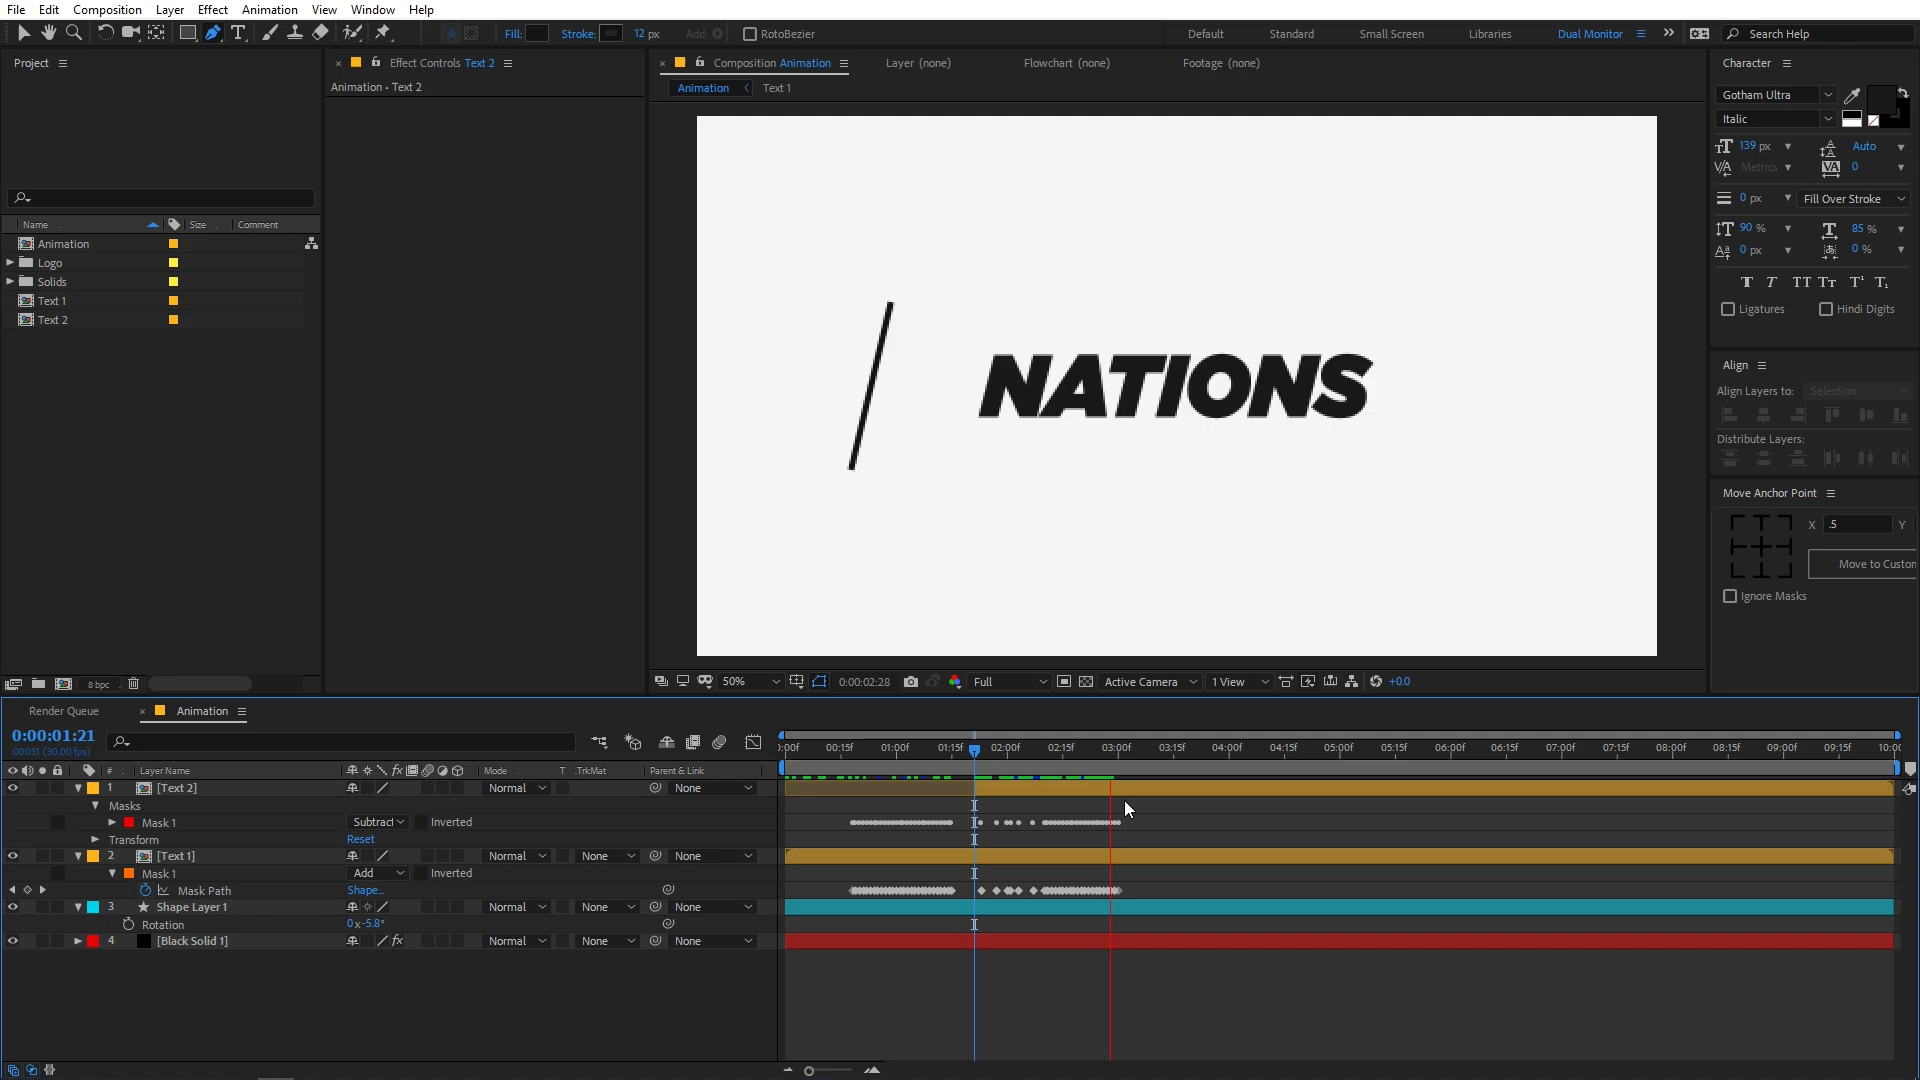 File Edit Composition Layer Effect Animation View Window Help
Fill: Stroke: 12 px Add: RotoBezier Default Standard Small Screen Libraries Dual Monitor Search Help
Project
Effect Controls Text 2
Composition Animation Layer (none) Flowchart (none) Footage (none)
Character
Animation • Text 2
Animation Text 1
Gotham Ultra
Italic
139 px Auto
Metrics 0
0 px Fill Over Stroke
90 % 85 %
0 px 0 %
Ligatures Hindi Digits
Name Size Comment
Animation
Logo
Solids
Text 1
Text 2
NATIONS
Align
Align Layers to: Selection
Distribute Layers:
Move Anchor Point
X .5 Y
Move to Custom
Ignore Masks
8 bpc
50% 0:00:02:28 Full Active Camera 1 View +0.0
Render Queue Animation
0:00:01:21
00051 (30.00 fps)
):00f 00:15f 01:00f 01:15f 02:00f 02:15f 03:00f 03:15f 04:00f 04:15f 05:00f 05:15f 06:00f 06:15f 07:00f 07:15f 08:00f 08:15f 09:00f 09:15f 10:00
# Layer Name Mode T .TrkMat Parent & Link
1 [Text 2] Normal None
Masks
Mask 1 Subtract Inverted
Transform Reset
2 [Text 1] Normal None None
Mask 1 Add Inverted
Mask Path Shape...
3 Shape Layer 1 Normal None None
Rotation 0x-5.8°
4 [Black Solid 1] Normal None None